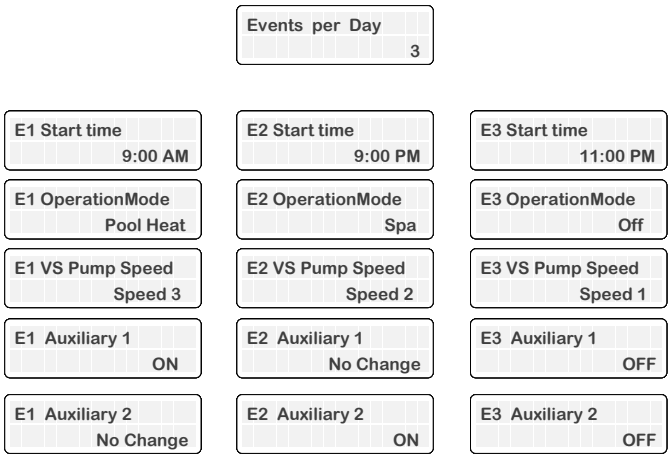 Events per Day
3
E1 Start time
9:00 AM
E2 Start time
9:00 PM
E3 Start time
11:00 PM
E1 OperationMode
Pool Heat
E2 OperationMode
Spa
E3 OperationMode
Off
E1 VS Pump Speed
Speed 3
E2 VS Pump Speed
Speed 2
E3 VS Pump Speed
Speed 1
E1 Auxiliary 1
ON
E2 Auxiliary 1
No Change
E3 Auxiliary 1
OFF
E1 Auxiliary 2
No Change
E2 Auxiliary 2
ON
E3 Auxiliary 2
OFF